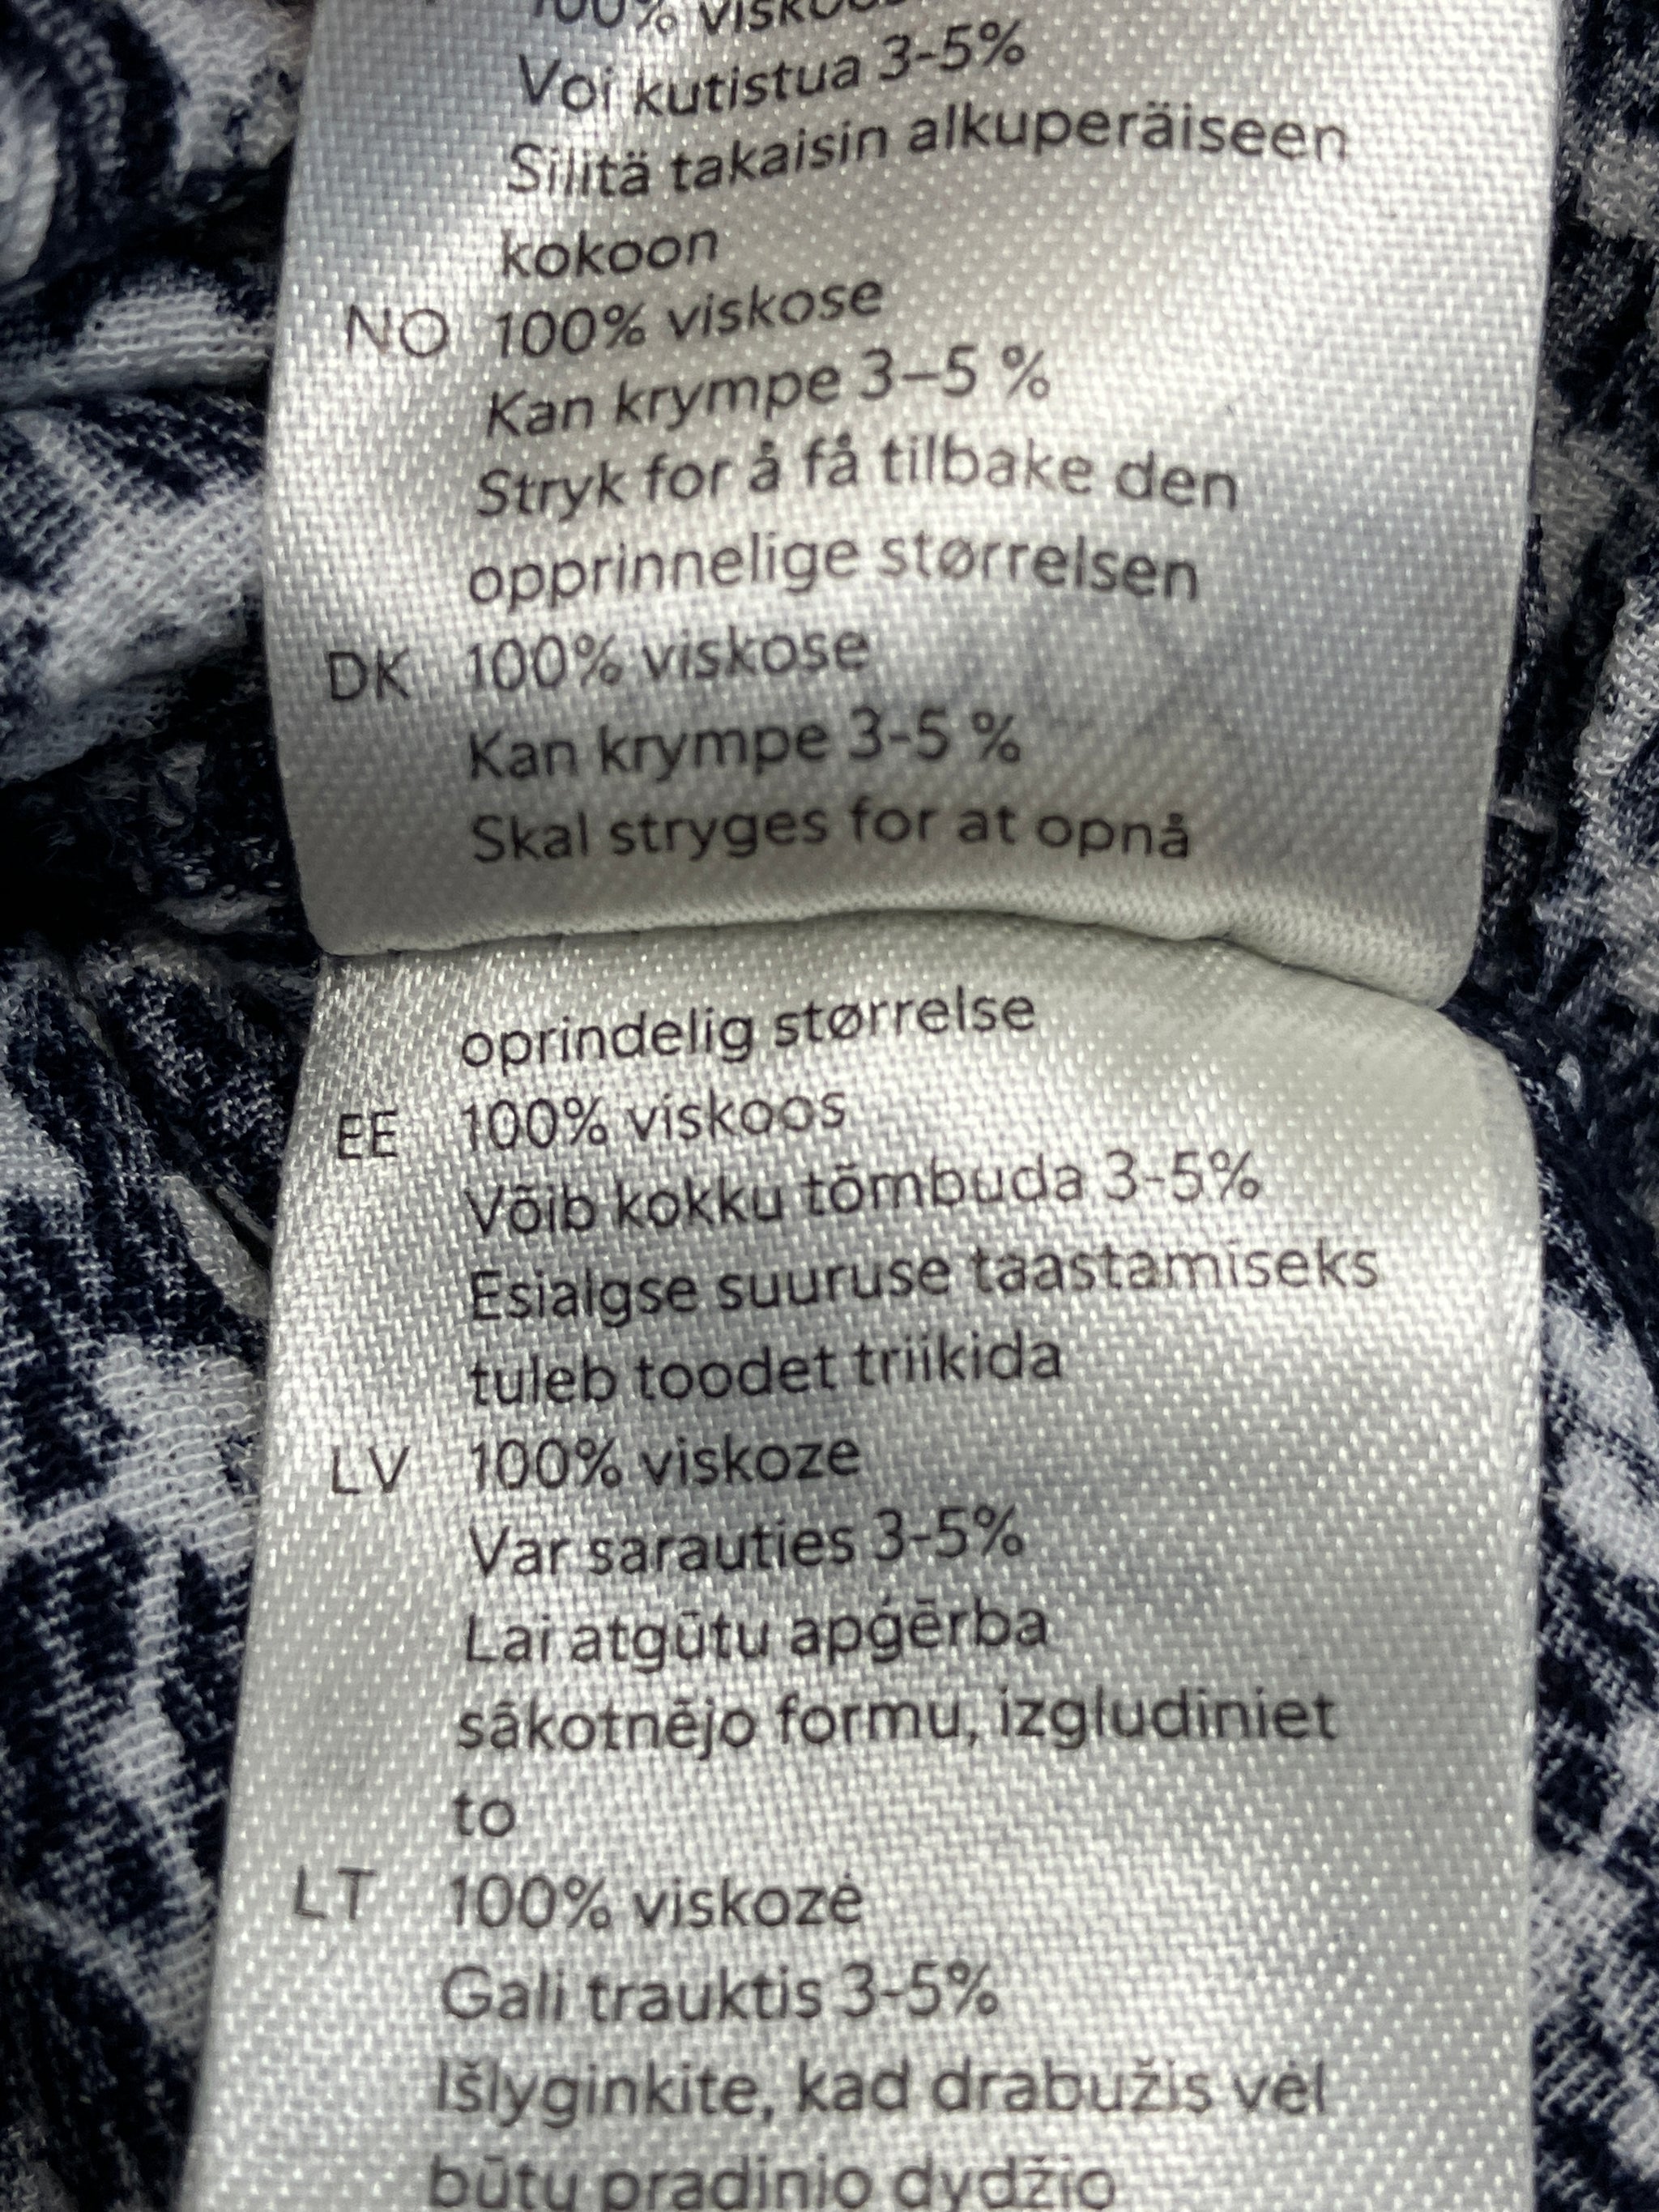 100% viskoosi
Voi kutistua 3-5%
Silitä takaisin alkuperäiseen
kokoon
NO 100% viskose
Kan krympe 3–5 %
Stryk for å få tilbake den
opprinnelige størrelsen
DK 100% viskose
Kan krympe 3-5 %
Skal stryges for at opnå
oprindelig størrelse
EE 100% viskoos
Võib kokku tõmbuda 3-5%
Esialgse suuruse taastamiseks
tuleb toodet triikida
LV 100% viskoze
Var sarauties 3-5%
Lai atgūtu apģērba
sākotnējo formu, izgludiniet
to
LT 100% viskozė
Gali trauktis 3-5%
Išlyginkite, kad drabužis vėl
būtų pradinio dydžio